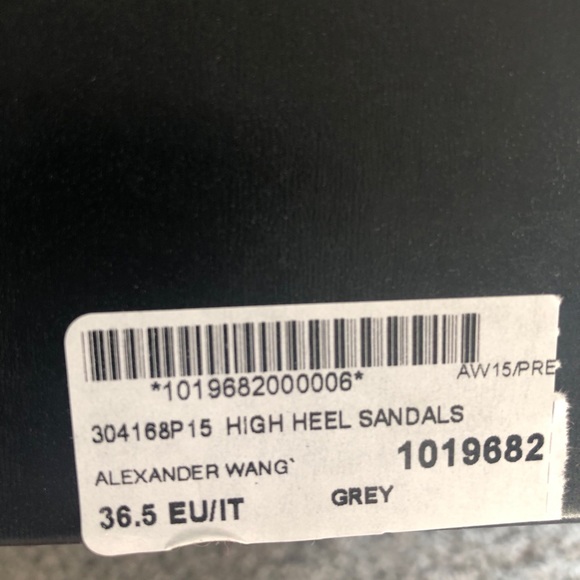 *1019682000006*
AW15/PRE
304168P15 HIGH HEEL SANDALS
ALEXANDER WANG`
1019682
36.5 EU/IT
GREY